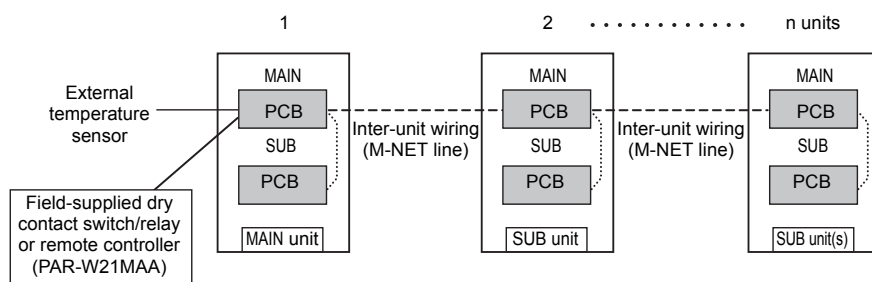 1
2
n units
MAIN
MAIN
MAIN
External
temperature
sensor
PCB
PCB
PCB
Inter-unit wiring
(M-NET line)
Inter-unit wiring
(M-NET line)
SUB
SUB
SUB
PCB
PCB
PCB
Field-supplied dry
contact switch/relay
or remote controller
(PAR-W21MAA)
MAIN unit
SUB unit
SUB unit(s)